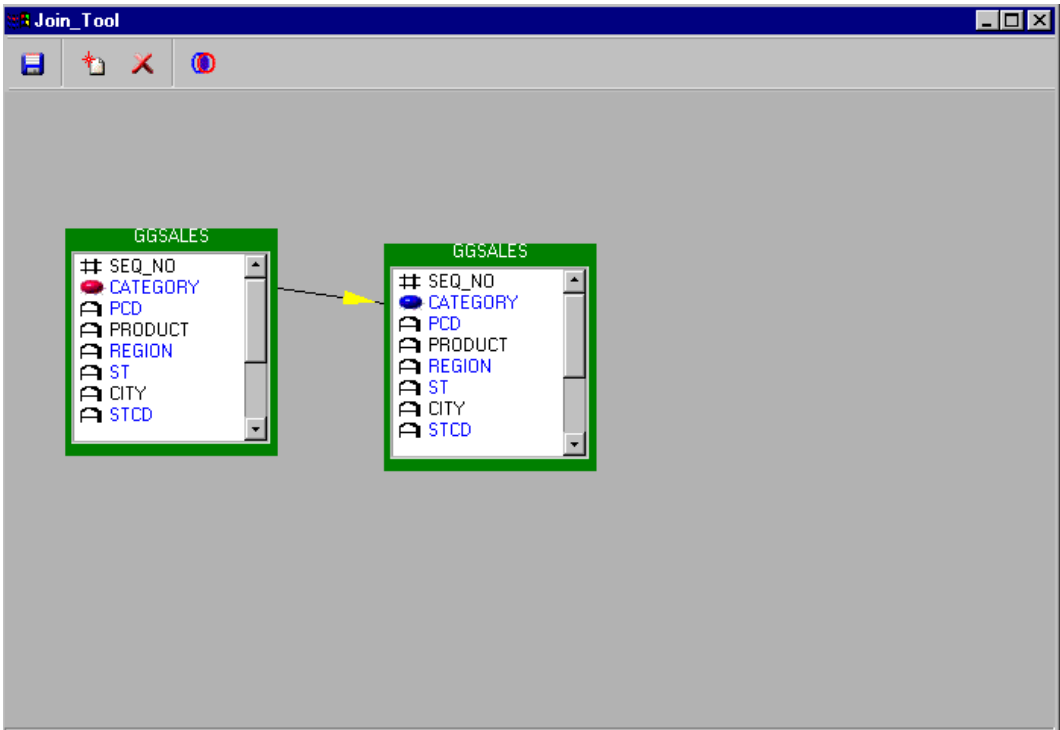 Join_Tool
GGSALES
SEQ_NO
CATEGORY
PCD
PRODUCT
REGION
ST
CITY
STCD
GGSALES
SEQ_NO
CATEGORY
PCD
PRODUCT
REGION
ST
CITY
STCD